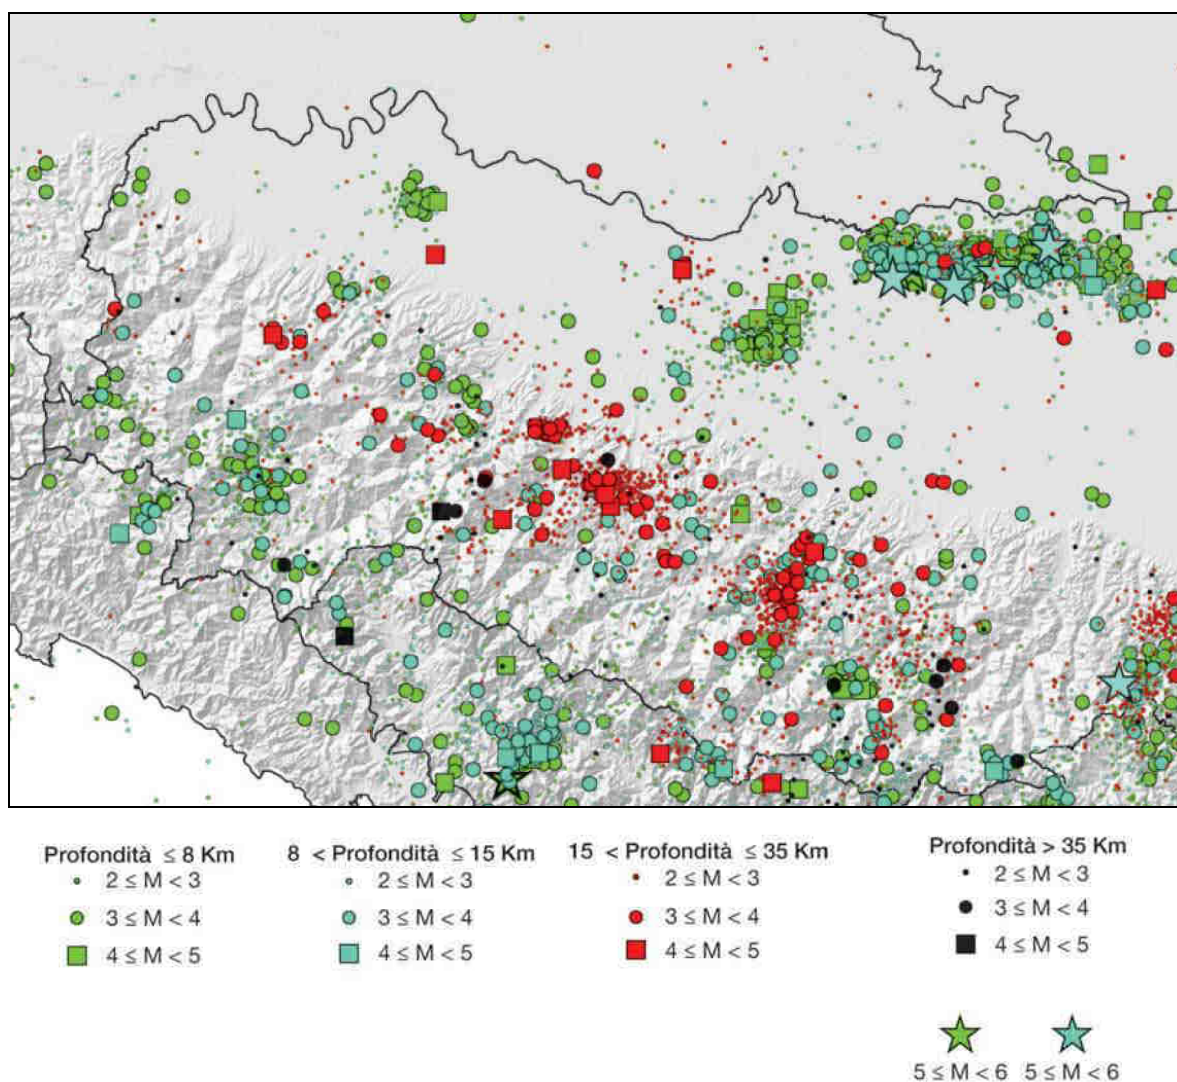 Profondità ≤ 8 Km
2 ≤ M < 3
3 ≤ M < 4
4 ≤ M < 5
8 < Profondità ≤ 15 Km
2 ≤ M < 3
3 ≤ M < 4
4 ≤ M < 5
15 < Profondità ≤ 35 Km
2 ≤ M < 3
3 ≤ M < 4
4 ≤ M < 5
Profondità > 35 Km
2 ≤ M < 3
3 ≤ M < 4
4 ≤ M < 5
5 ≤ M < 6
5 ≤ M < 6